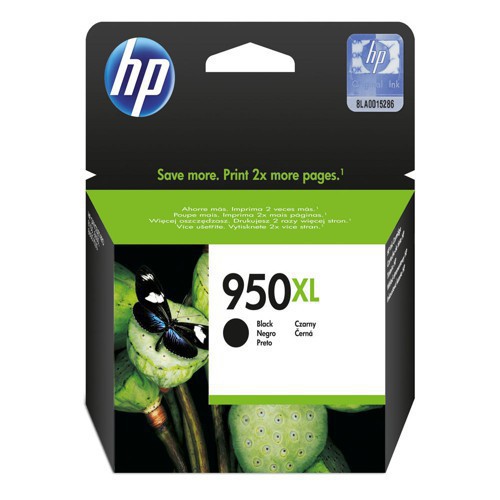 hp
hp
Original Ink
8LA0015286
Save more. Print 2x more pages.¹
Ahorre más. Imprima 2 veces más.¹
Poupe mais. Imprima 2x mais páginas.¹
Więcej oszczędzasz. Drukujesz 2 razy więcej stron.¹
Více ušetříte. Vytisknete 2x více stran.¹
950XL
Black Czarny
Negro Černá
Preto